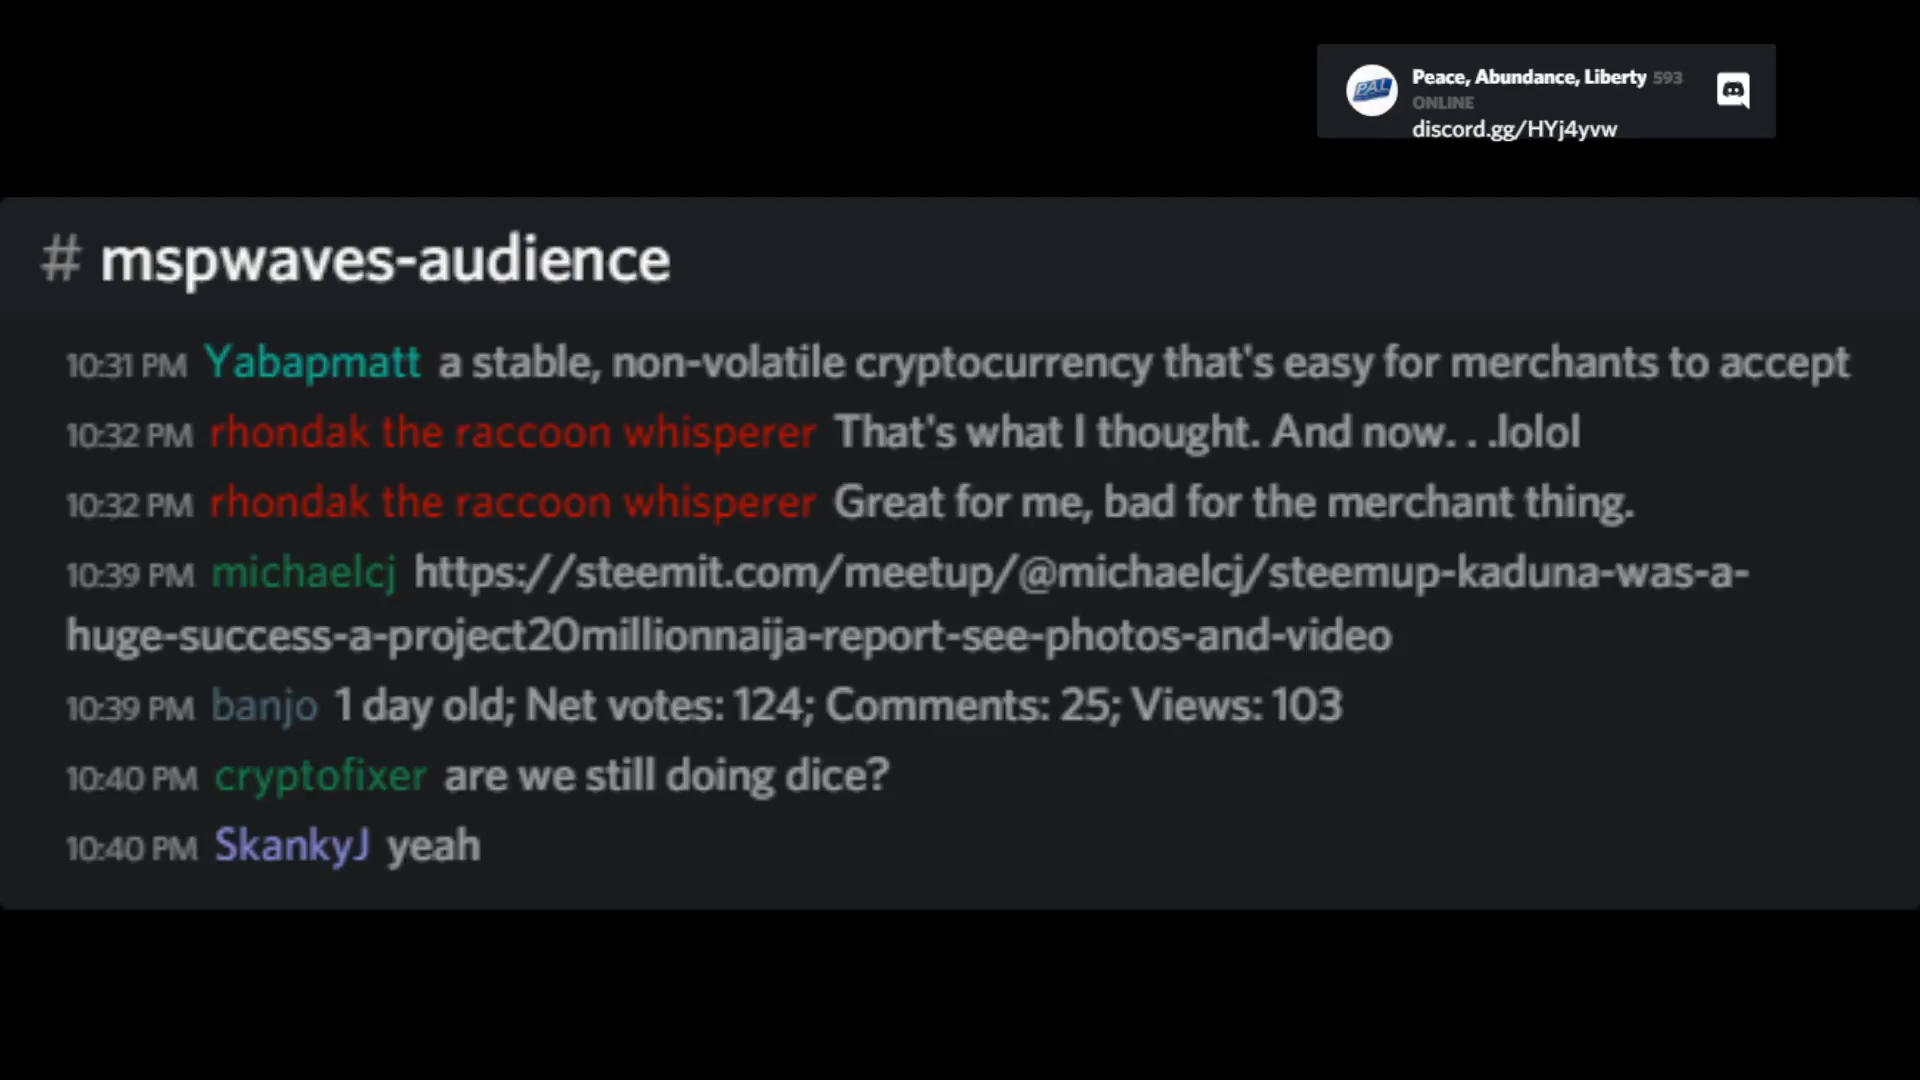 PAL Peace, Abundance, Liberty 593
ONLINE
discord.gg/HYj4yvw
# mspwaves-audience
10:31 PM Yabapmatt a stable, non-volatile cryptocurrency that's easy for merchants to accept
10:32 PM rhondak the raccoon whisperer That's what I thought. And now. . .lolol
10:32 PM rhondak the raccoon whisperer Great for me, bad for the merchant thing.
10:39 PM michaelcj https://steemit.com/meetup/@michaelcj/steemup-kaduna-was-a-
huge-success-a-project20millionnaija-report-see-photos-and-video
10:39 PM banjo 1 day old; Net votes: 124; Comments: 25; Views: 103
10:40 PM cryptofixer are we still doing dice?
10:40 PM SkankyJ yeah